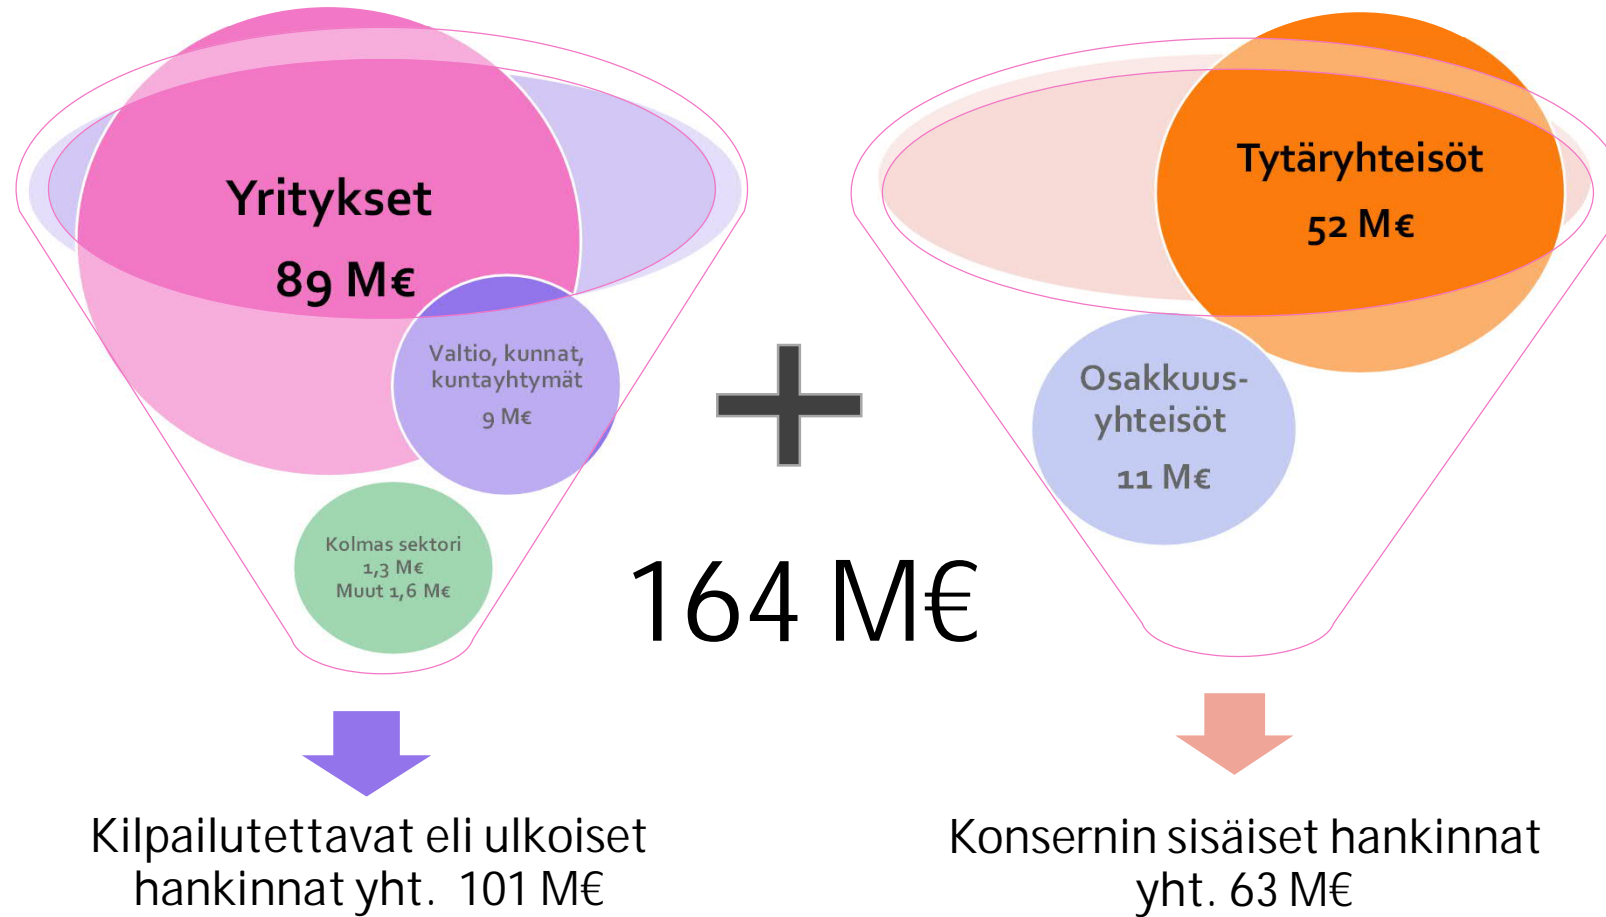 Yritykset
89 M€
Valtio, kunnat,
kuntayhtymät
9 M€
Kolmas sektori
1,3 M€
Muut 1,6 M€
Kilpailutettavat eli ulkoiset
hankinnat yht. 101 M€
164 M€
Tytäryhteisöt
52 M€
Osakkuus-
yhteisöt
11 M€
Konsernin sisäiset hankinnat
yht. 63 M€